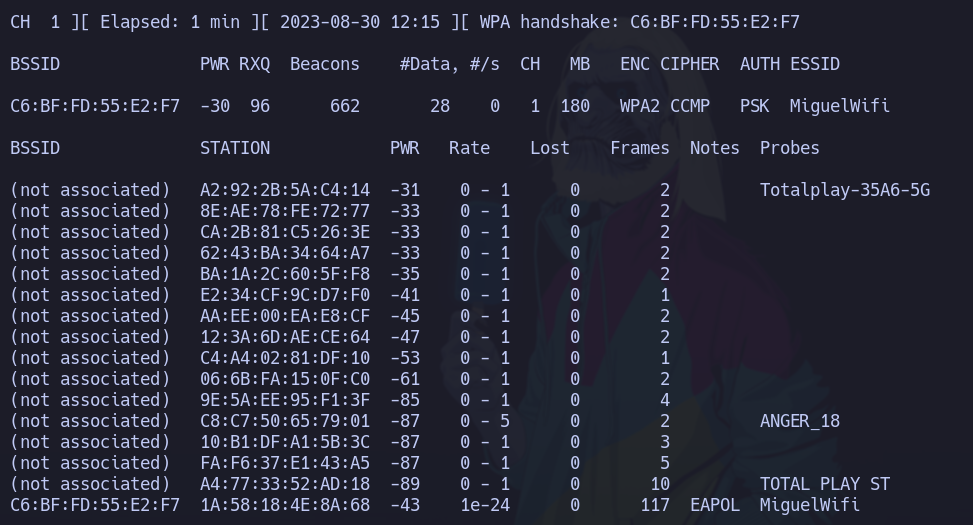 CH  1 ][ Elapsed: 1 min ][ 2023-08-30 12:15 ][ WPA handshake: C6:BF:FD:55:E2:F7
BSSID              PWR RXQ  Beacons    #Data, #/s  CH   MB   ENC CIPHER  AUTH ESSID
C6:BF:FD:55:E2:F7  -30  96      662       28    0   1  180   WPA2 CCMP   PSK  MiguelWifi
BSSID              STATION            PWR   Rate    Lost    Frames  Notes  Probes
(not associated)   A2:92:2B:5A:C4:14  -31    0 - 1      0        2         Totalplay-35A6-5G
(not associated)   8E:AE:78:FE:72:77  -33    0 - 1      0        2
(not associated)   CA:2B:81:C5:26:3E  -33    0 - 1      0        2
(not associated)   62:43:BA:34:64:A7  -33    0 - 1      0        2
(not associated)   BA:1A:2C:60:5F:F8  -35    0 - 1      0        2
(not associated)   E2:34:CF:9C:D7:F0  -41    0 - 1      0        1
(not associated)   AA:EE:00:EA:E8:CF  -45    0 - 1      0        2
(not associated)   12:3A:6D:AE:CE:64  -47    0 - 1      0        2
(not associated)   C4:A4:02:81:DF:10  -53    0 - 1      0        1
(not associated)   06:6B:FA:15:0F:C0  -61    0 - 1      0        2
(not associated)   9E:5A:EE:95:F1:3F  -85    0 - 1      0        4
(not associated)   C8:C7:50:65:79:01  -87    0 - 5      0        2         ANGER_18
(not associated)   10:B1:DF:A1:5B:3C  -87    0 - 1      0        3
(not associated)   FA:F6:37:E1:43:A5  -87    0 - 1      0        5
(not associated)   A4:77:33:52:AD:18  -89    0 - 1      0       10         TOTAL PLAY ST
C6:BF:FD:55:E2:F7  1A:58:18:4E:8A:68  -43    1e-24      0      117  EAPOL  MiguelWifi